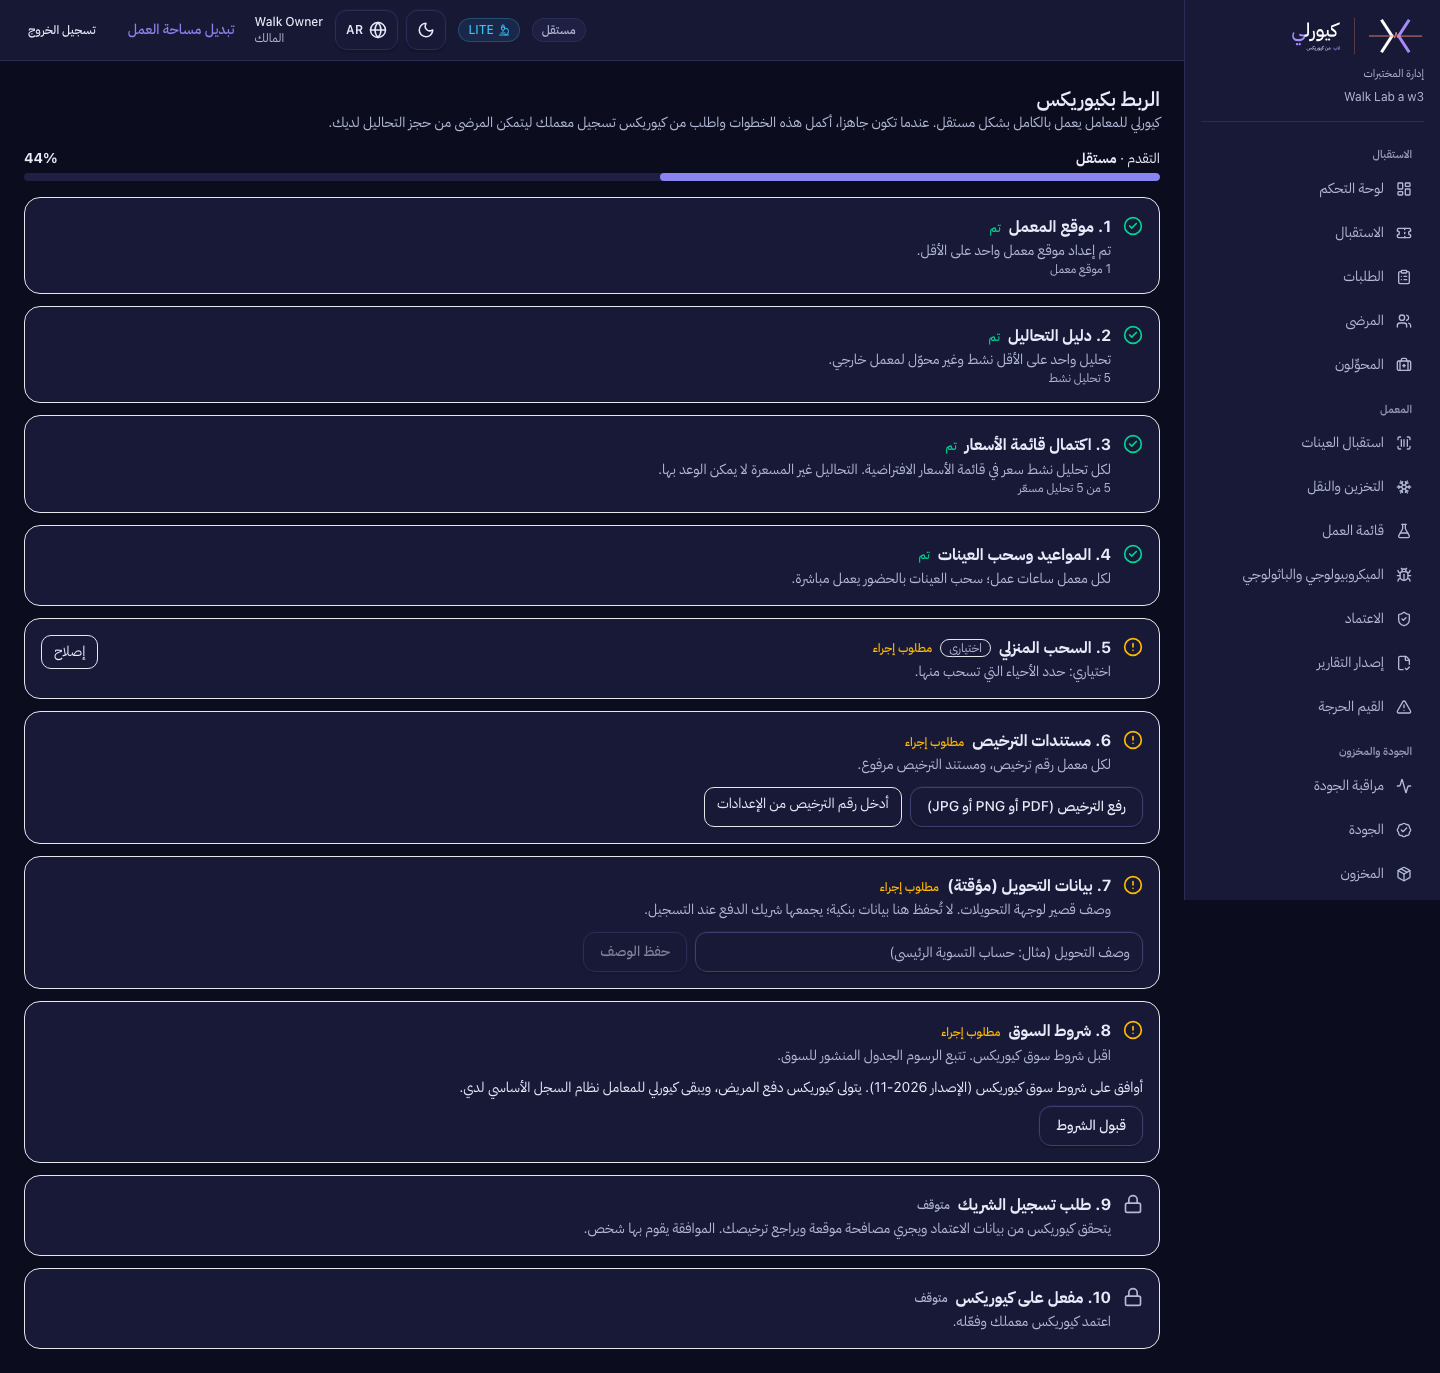 كيورلي
لاب من كيوريكس
إدارة المختبرات
Walk Lab a w3
الاستقبال
لوحة التحكم
الاستقبال
الطلبات
المرضى
المحوّلون
المعمل
استقبال العينات
التخزين والنقل
قائمة العمل
الميكروبيولوجي والباثولوجي
الاعتماد
إصدار التقارير
القيم الحرجة
الجودة والمخزون
مراقبة الجودة
الجودة
المخزون
مستقل
LITE
AR
Walk Owner
المالك
تبديل مساحة العمل
تسجيل الخروج
الربط بكيوريكس
كيورلي للمعامل يعمل بالكامل بشكل مستقل. عندما تكون جاهزا، أكمل هذه الخطوات واطلب من كيوريكس تسجيل معملك ليتمكن المرضى من حجز التحاليل لديك.
التقدم · مستقل
44%
1. موقع المعمل تم
تم إعداد موقع معمل واحد على الأقل.
1 موقع معمل
2. دليل التحاليل تم
تحليل واحد على الأقل نشط وغير محوّل لمعمل خارجي.
5 تحليل نشط
3. اكتمال قائمة الأسعار تم
لكل تحليل نشط سعر في قائمة الأسعار الافتراضية. التحاليل غير المسعرة لا يمكن الوعد بها.
5 من 5 تحليل مسعّر
4. المواعيد وسحب العينات تم
لكل معمل ساعات عمل؛ سحب العينات بالحضور يعمل مباشرة.
5. السحب المنزلي اختياري مطلوب إجراء
اختياري: حدد الأحياء التي تسحب منها.
إصلاح
6. مستندات الترخيص مطلوب إجراء
لكل معمل رقم ترخيص، ومستند الترخيص مرفوع.
رفع الترخيص (PDF أو PNG أو JPG)
أدخل رقم الترخيص من الإعدادات
7. بيانات التحويل (مؤقتة) مطلوب إجراء
وصف قصير لوجهة التحويلات. لا تُحفظ هنا بيانات بنكية؛ يجمعها شريك الدفع عند التسجيل.
وصف التحويل (مثال: حساب التسوية الرئيسي)
حفظ الوصف
8. شروط السوق مطلوب إجراء
اقبل شروط سوق كيوريكس. تتبع الرسوم الجدول المنشور للسوق.
أوافق على شروط سوق كيوريكس (الإصدار 2026-11). يتولى كيوريكس دفع المريض، ويبقى كيورلي للمعامل نظام السجل الأساسي لدي.
قبول الشروط
9. طلب تسجيل الشريك متوقف
يتحقق كيوريكس من بيانات الاعتماد ويجري مصافحة موقعة ويراجع ترخيصك. الموافقة يقوم بها شخص.
10. مفعل على كيوريكس متوقف
اعتمد كيوريكس معملك وفعّله.